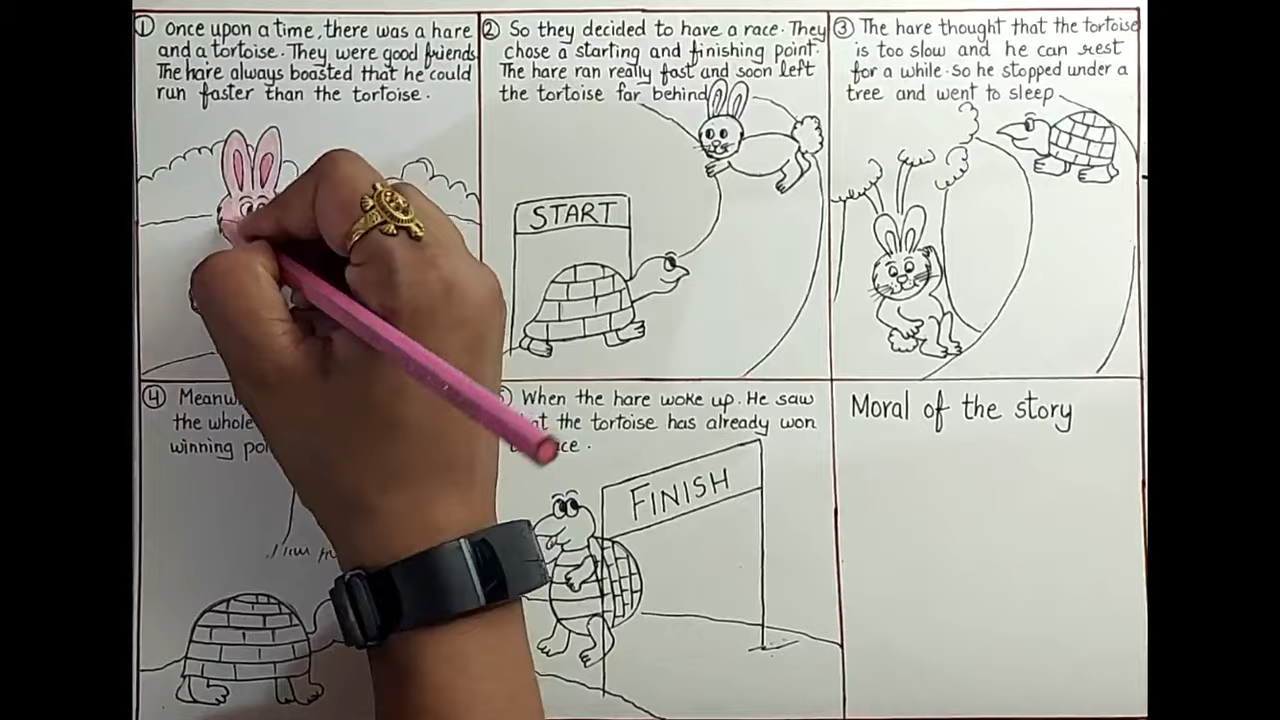 ① Once upon a time, there was a hare
and a tortoise. They were good friends.
The hare always boasted that he could
run faster than the tortoise.
② So they decided to have a race. They
chose a starting and finishing point.
The hare ran really fast and soon left
the tortoise far behind
START
③ The hare thought that the tortoise
is too slow and he can rest
for a while. So he stopped under a
tree and went to sleep
④
the whole
winning
When the hare woke up. He saw
the tortoise has already won
FINISH
Moral of the story